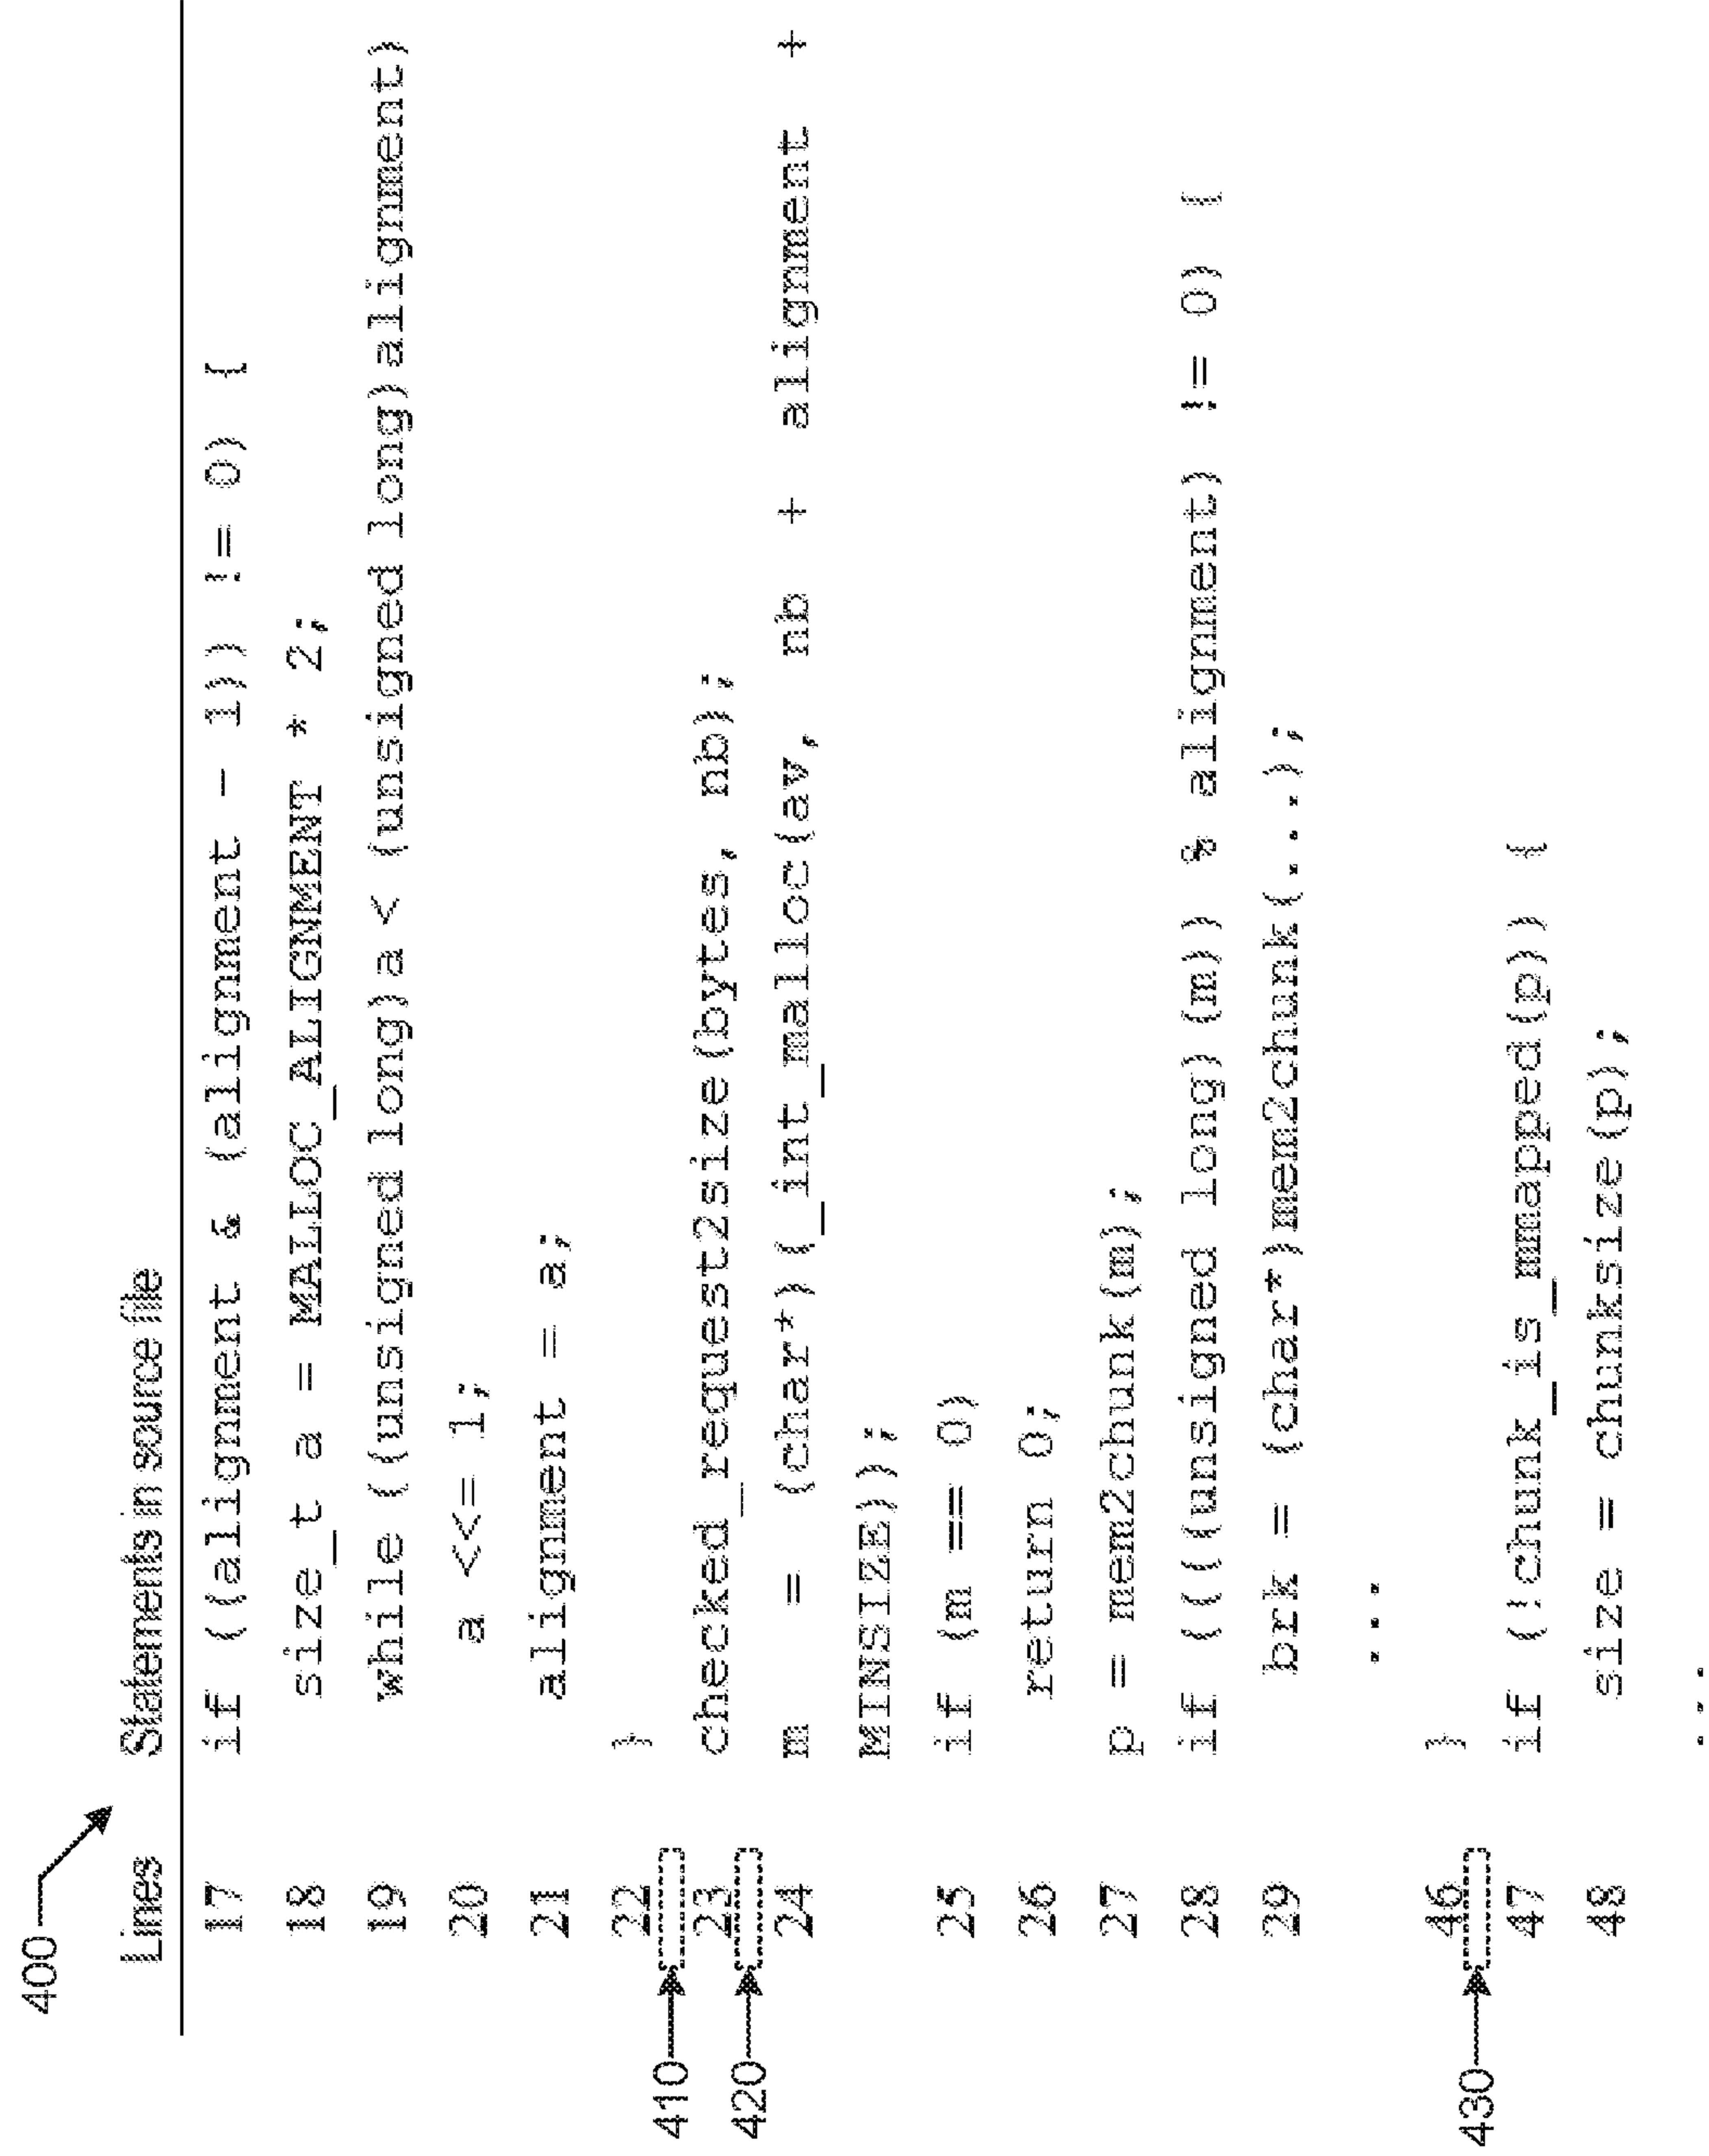 400
Lines Statements in source file
17 if ((alignment & (alignment - 1)) != 0) {
18 size_t a = MALLOC_ALIGNMENT * 2;
19 while ((unsigned long)a < (unsigned long)alignment)
20 a <<= 1;
21 alignment = a;
22 }
410
23 checked_request2size(bytes, nb);
420
24 m = (char*)(_int_malloc(av, nb + alignment +
MINSIZE));
25 if (m == 0)
26 return 0;
27 p = mem2chunk(m);
28 if ((((unsigned long)(m)) % alignment) != 0) {
29 brk = (char*)mem2chunk(...);
...
46 }
430
47 if (!chunk_is_mmapped(p)) {
48 size = chunksize(p);
...